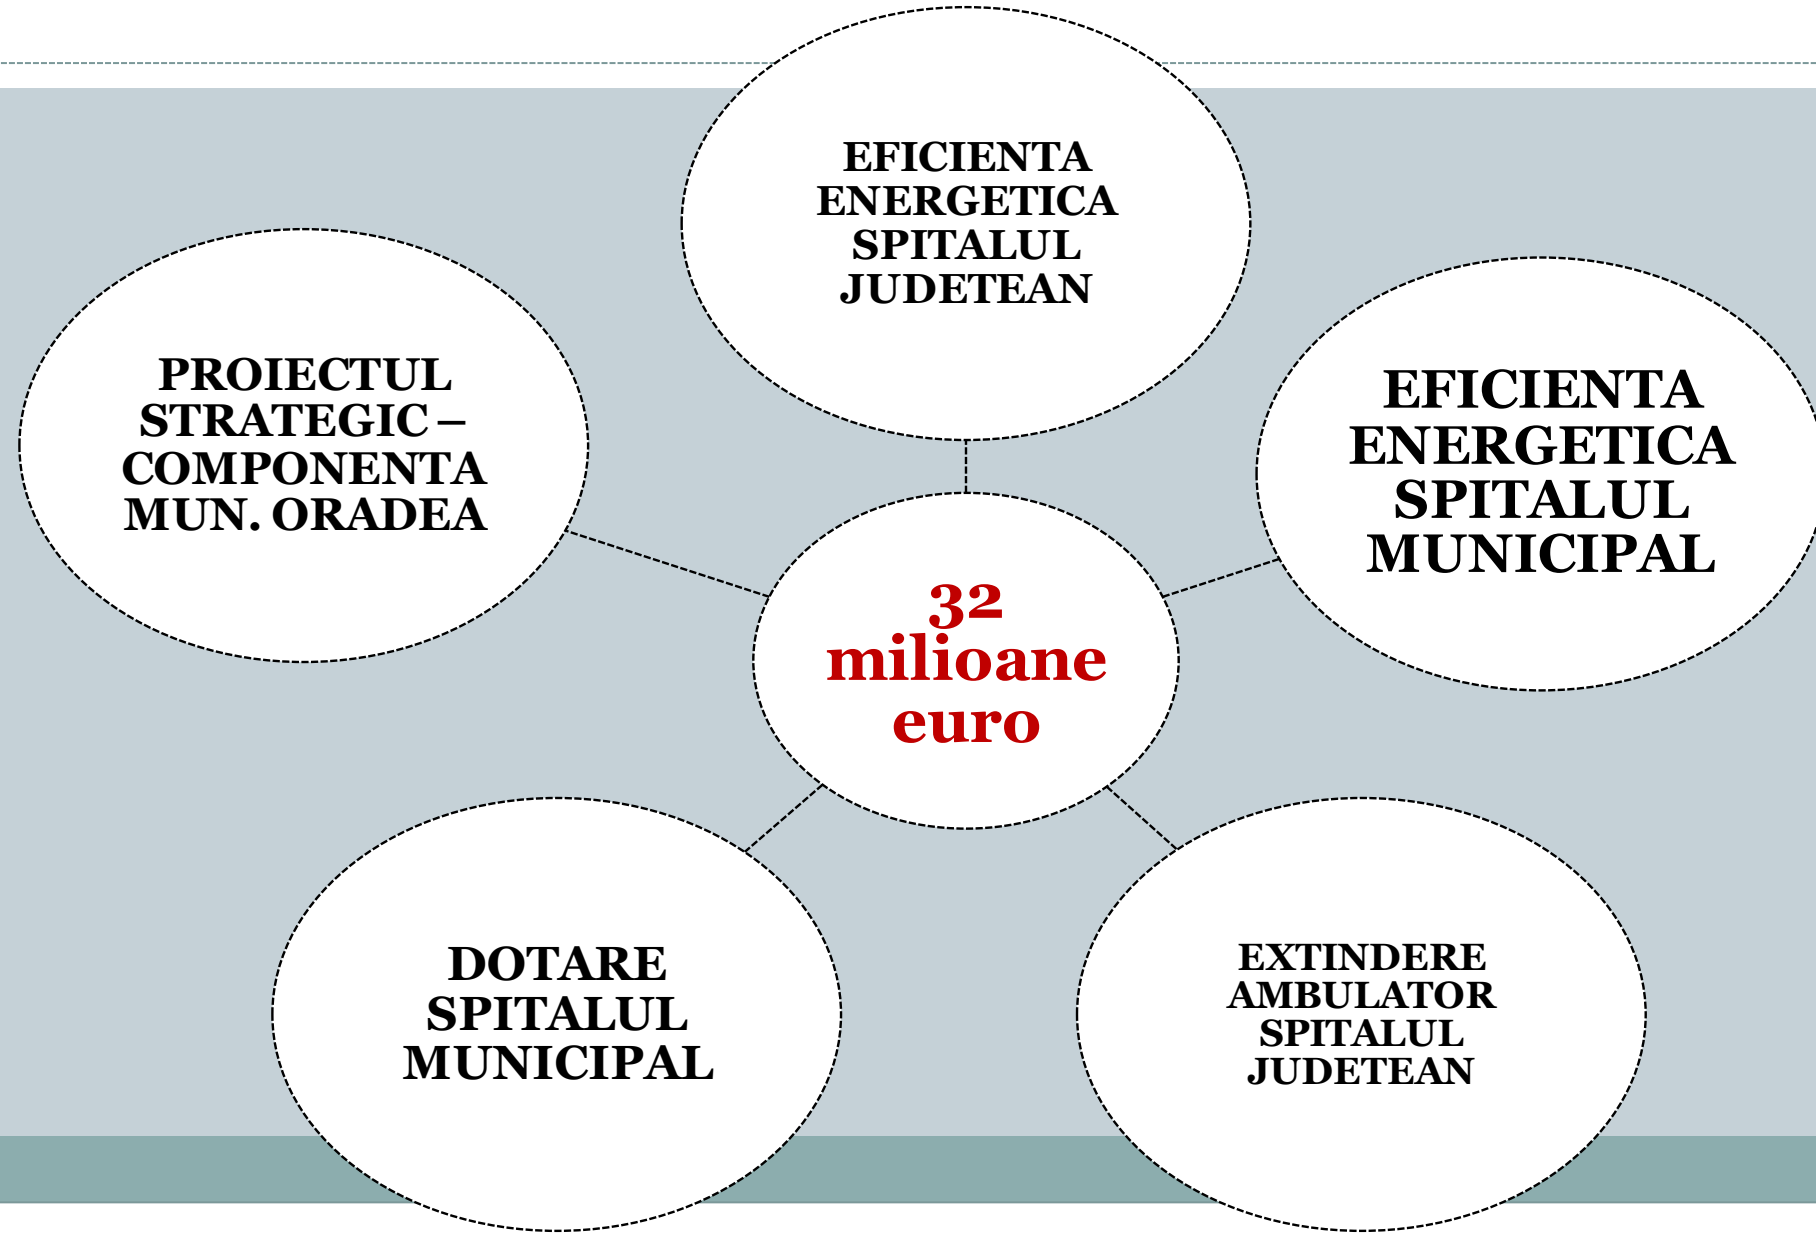 EFICIENTA
ENERGETICA
SPITALUL
JUDETEAN
PROIECTUL
STRATEGIC –
COMPONENTA
MUN. ORADEA
EFICIENTA
ENERGETICA
SPITALUL
MUNICIPAL
32
milioane
euro
DOTARE
SPITALUL
MUNICIPAL
EXTINDERE
AMBULATOR
SPITALUL
JUDETEAN